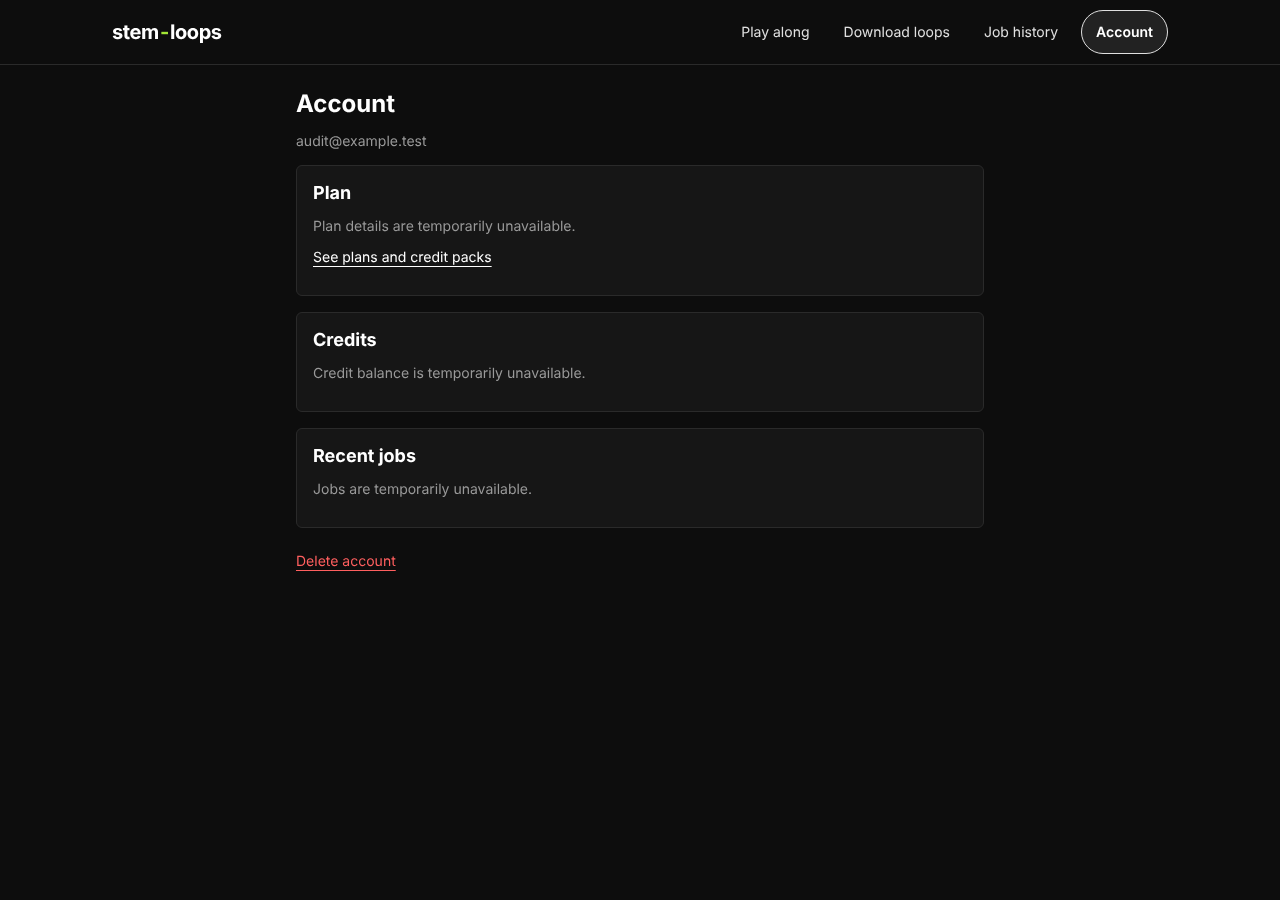 stem-loops
Play along
Download loops
Job history
Account
Account
audit@example.test
Plan
Plan details are temporarily unavailable.
See plans and credit packs
Credits
Credit balance is temporarily unavailable.
Recent jobs
Jobs are temporarily unavailable.
Delete account